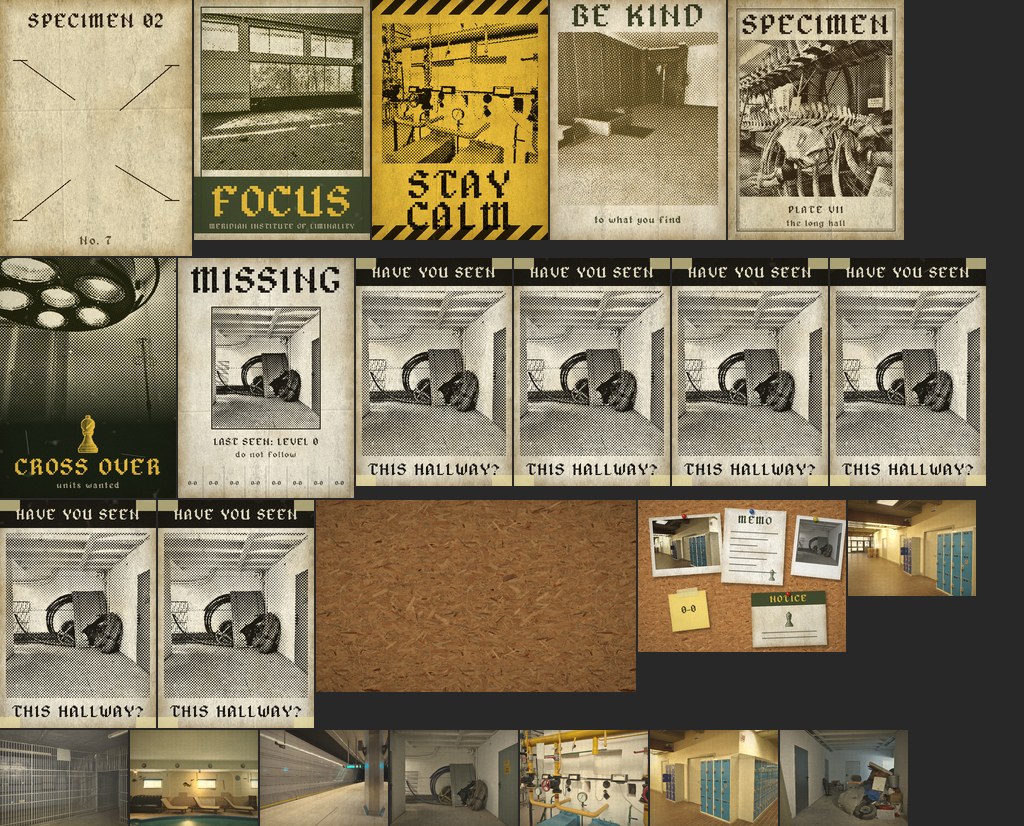 SPECIMEN 02
No. 7
FOCUS
MERIDIAN INSTITUTE OF LIMINALITY
STAY
CALM
BE KIND
to what you find
SPECIMEN
PLATE VII
the long hall
CROSS OVER
units wanted
MISSING
LAST SEEN: LEVEL 0
do not follow
HAVE YOU SEEN
THIS HALLWAY?
HAVE YOU SEEN
THIS HALLWAY?
HAVE YOU SEEN
THIS HALLWAY?
HAVE YOU SEEN
THIS HALLWAY?
HAVE YOU SEEN
THIS HALLWAY?
HAVE YOU SEEN
THIS HALLWAY?
MEMO
0-0
NOTICE